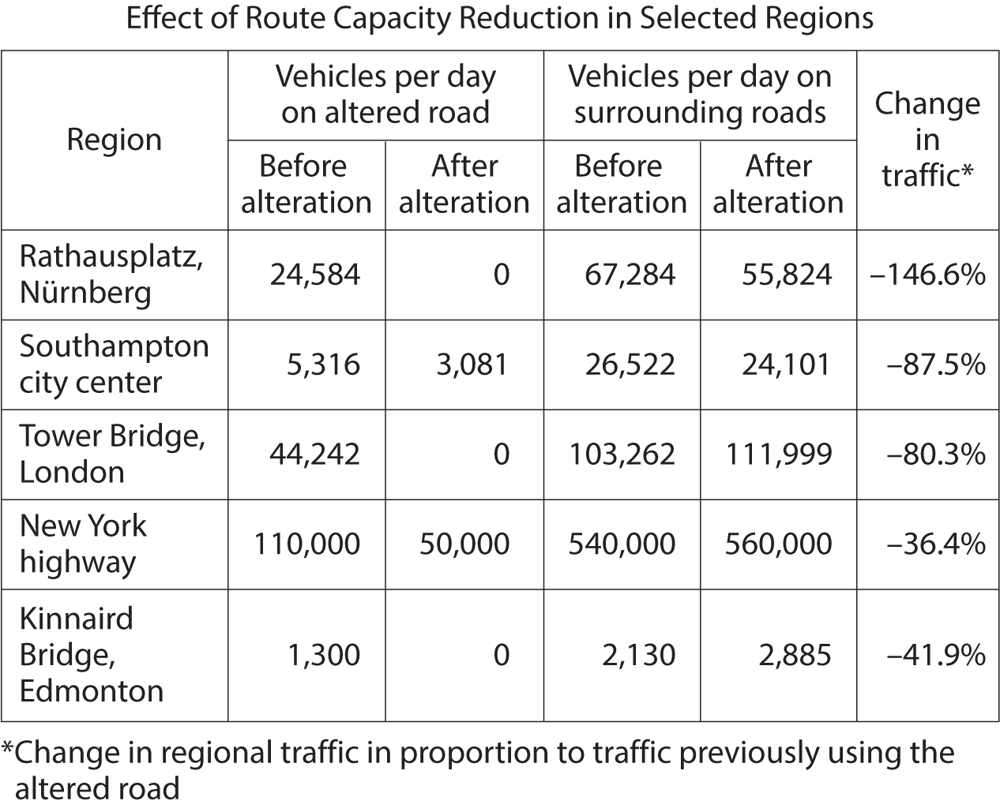 Effect of Route Capacity Reduction in Selected Regions
Region
Vehicles per day
on altered road
Vehicles per day on
surrounding roads
Change
in
traffic*
Before
alteration
After
alteration
Before
alteration
After
alteration
Rathausplatz,
Nürnberg
24,584
0
67,284
55,824
–146.6%
Southampton
city center
5,316
3,081
26,522
24,101
–87.5%
Tower Bridge,
London
44,242
0
103,262
111,999
–80.3%
New York
highway
110,000
50,000
540,000
560,000
–36.4%
Kinnaird
Bridge,
Edmonton
1,300
0
2,130
2,885
–41.9%
*Change in regional traffic in proportion to traffic previously using the
altered road